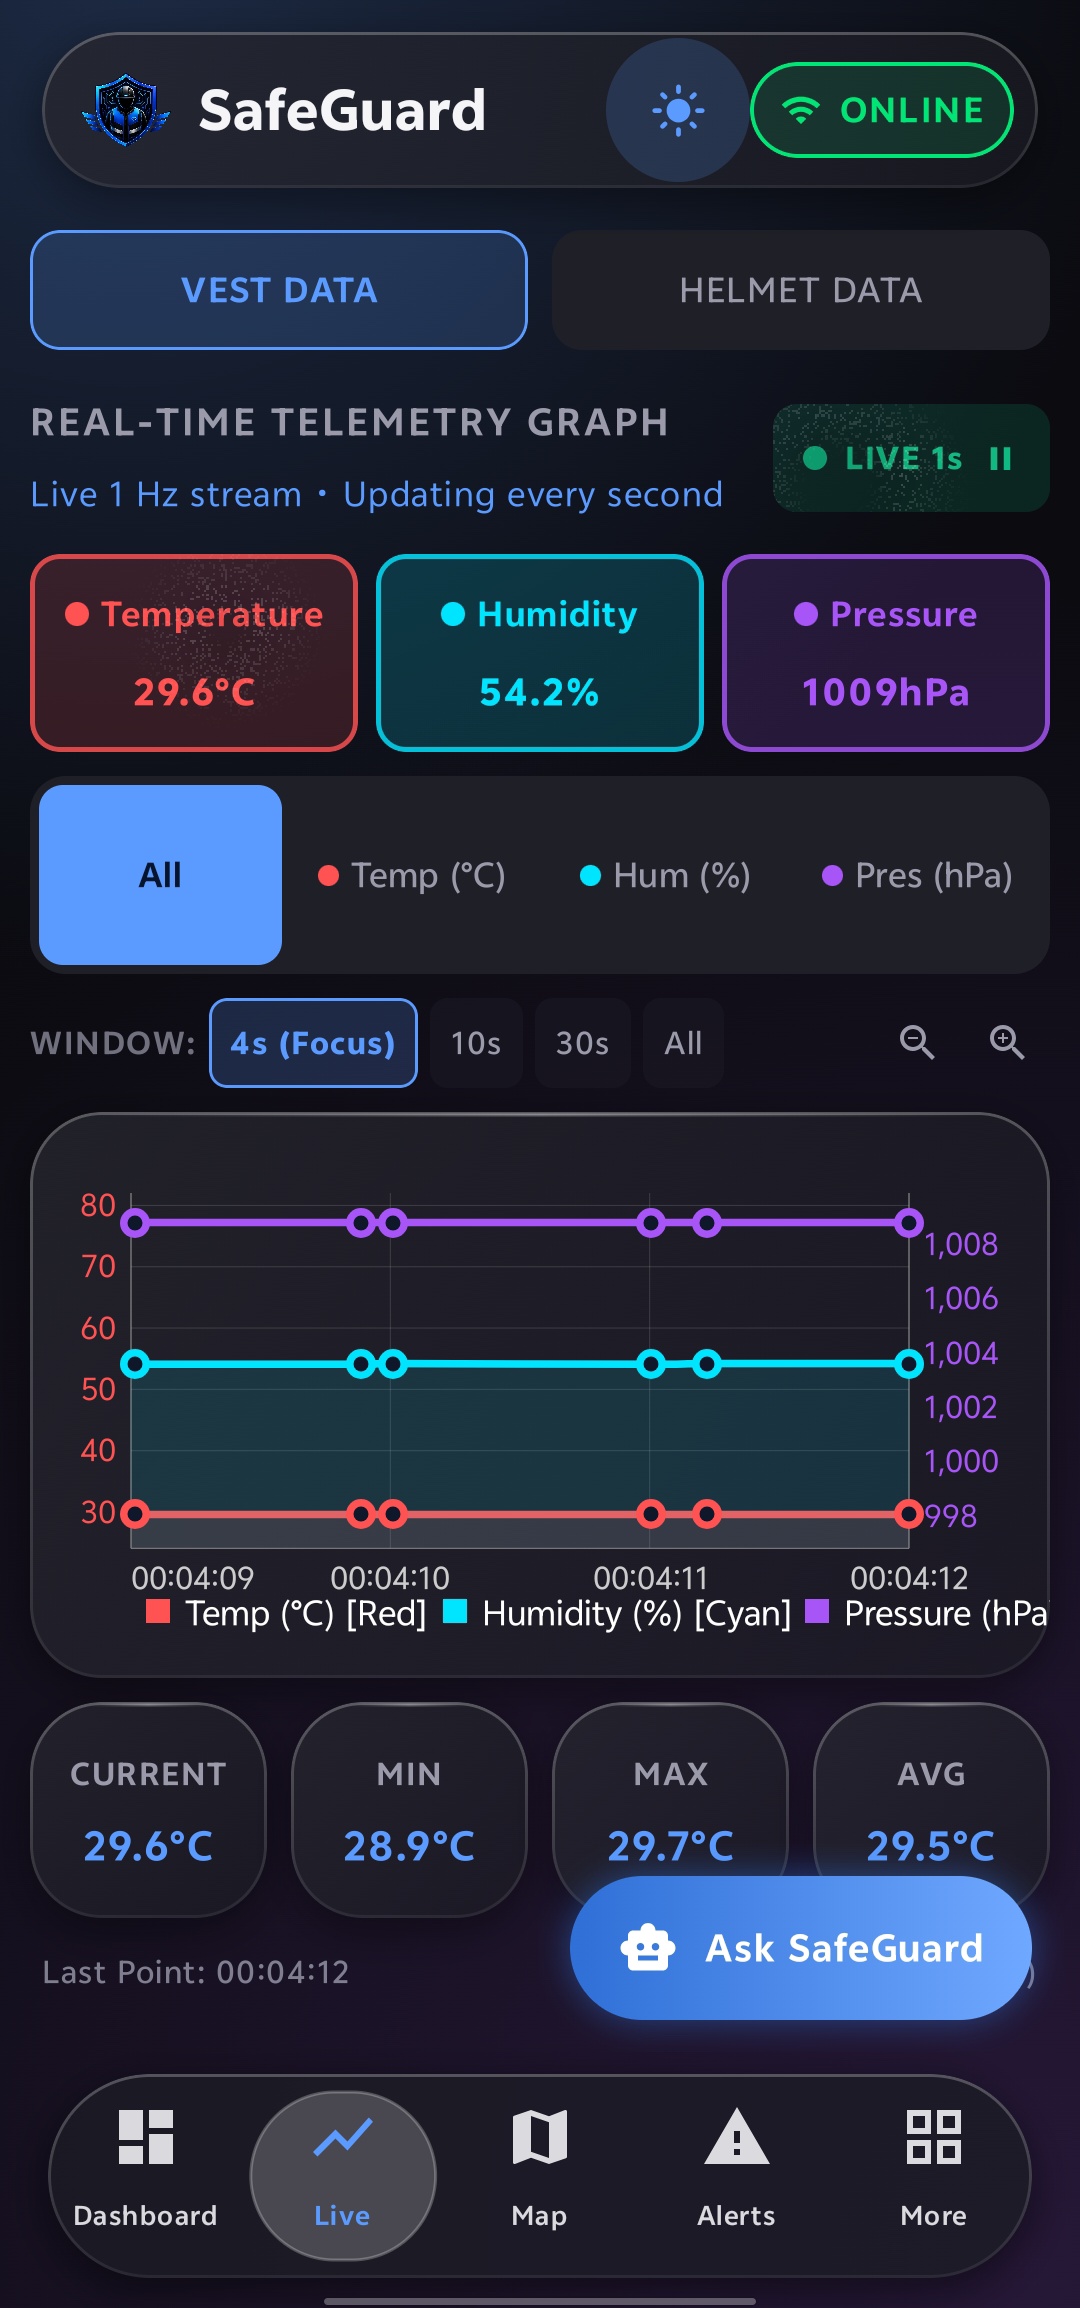 SafeGuard
ONLINE
VEST DATA
HELMET DATA
REAL-TIME TELEMETRY GRAPH
Live 1 Hz stream • Updating every second
LIVE 1s
Temperature
29.6°C
Humidity
54.2%
Pressure
1009hPa
All
Temp (°C)
Hum (%)
Pres (hPa)
WINDOW:
4s (Focus)
10s
30s
All
80
70
60
50
40
30
1,008
1,006
1,004
1,002
1,000
998
00:04:09
00:04:10
00:04:11
00:04:12
Temp (°C) [Red]
Humidity (%) [Cyan]
Pressure (hPa
CURRENT
29.6°C
MIN
28.9°C
MAX
29.7°C
AVG
29.5°C
Last Point: 00:04:12
)
Ask SafeGuard
Dashboard
Live
Map
Alerts
More